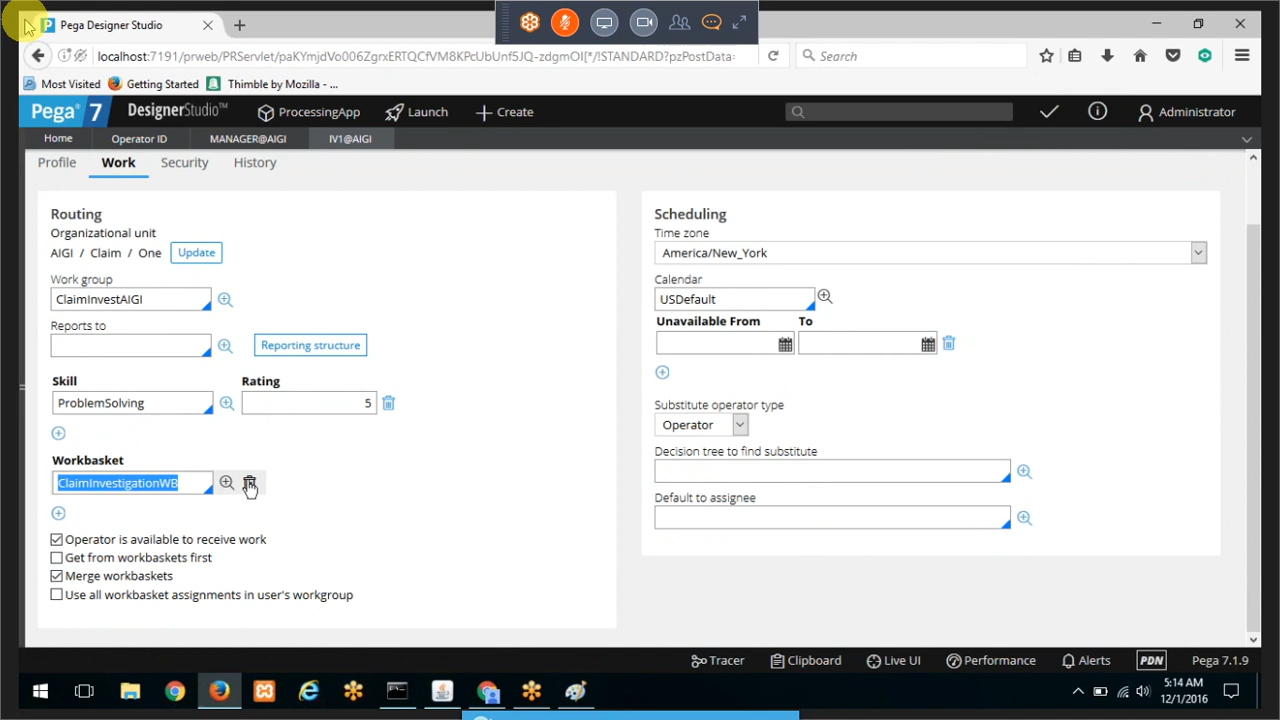 Pega Designer Studio
localhost:7191/prweb/PRServlet/paKYmjdVo006ZgrxERTQCfVM8KPcUbUnf5JQ-zdgmOI[*/!STANDARD?pzPostData=
Search
Most Visited
Getting Started
Thimble by Mozilla - ...
Pega 7
DesignerStudio™
ProcessingApp
Launch
Create
Administrator
Home
Operator ID
MANAGER@AIGI
IV1@AIGI
Profile
Work
Security
History
Routing
Organizational unit
AIGI / Claim / One
Update
Work group
ClaimInvestAIGI
Reports to
Reporting structure
Skill
Rating
ProblemSolving
5
Workbasket
ClaimInvestigationWB
Operator is available to receive work
Get from workbaskets first
Merge workbaskets
Use all workbasket assignments in user's workgroup
Scheduling
Time zone
America/New_York
Calendar
USDefault
Unavailable From
To
Substitute operator type
Operator
Decision tree to find substitute
Default to assignee
Tracer
Clipboard
Live UI
Performance
Alerts
PDN
Pega 7.1.9
5:14 AM
12/1/2016